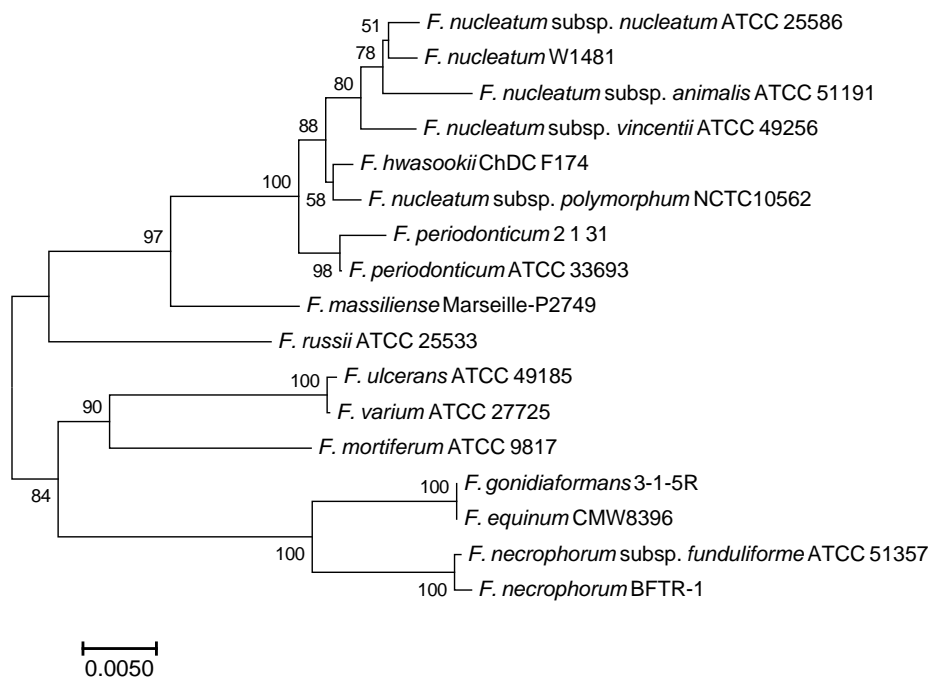 F. nucleatum subsp. nucleatum ATCC 25586
51
F. nucleatum W1481
78
80
F. nucleatum subsp. animalis ATCC 51191
F. nucleatum subsp. vincentii ATCC 49256
88
F. hwasookii ChDC F174
100
58
F. nucleatum subsp. polymorphum NCTC10562
97
F. periodonticum 2 1 31
98
F. periodonticum ATCC 33693
F. massiliense Marseille-P2749
F. russii ATCC 25533
100
F. ulcerans ATCC 49185
90
F. varium ATCC 27725
F. mortiferum ATCC 9817
84
100
F. gonidiaformans 3-1-5R
F. equinum CMW8396
100
F. necrophorum subsp. funduliforme ATCC 51357
100
F. necrophorum BFTR-1
0.0050